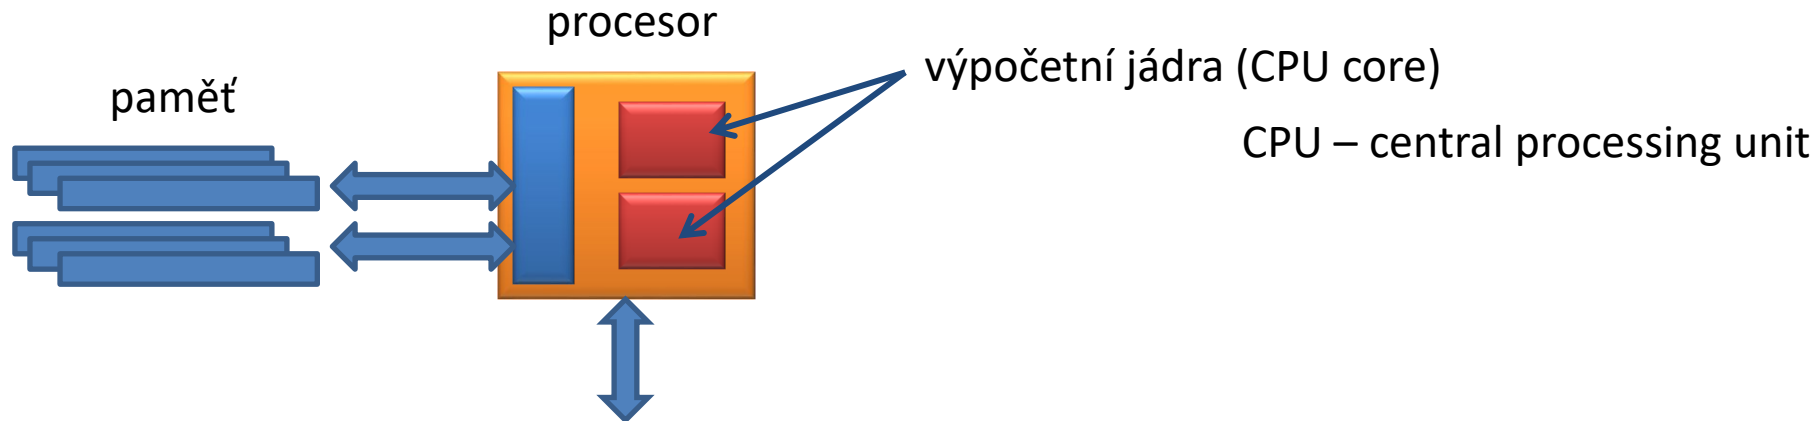 procesor
výpočetní jádra (CPU core)
paměť
CPU – central processing unit